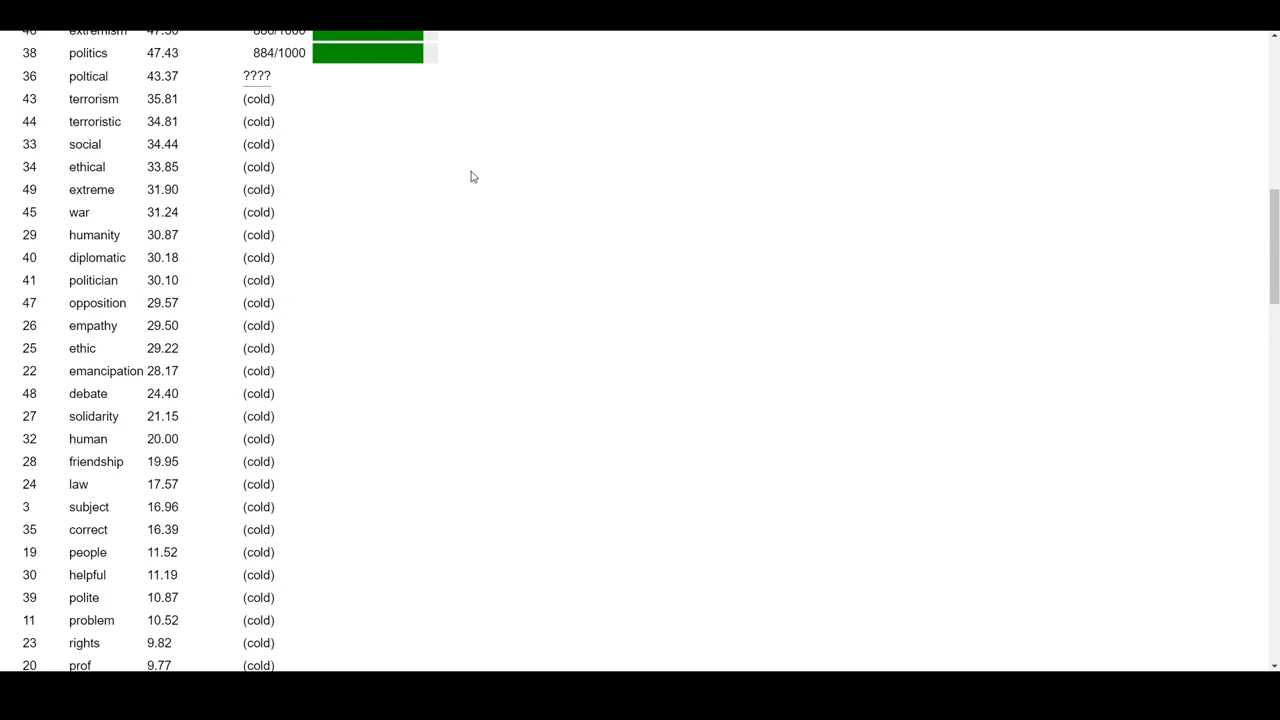 46 extremism 47.50 886/1000
38 politics 47.43 884/1000
36 poltical 43.37 ????
43 terrorism 35.81 (cold)
44 terroristic 34.81 (cold)
33 social 34.44 (cold)
34 ethical 33.85 (cold)
49 extreme 31.90 (cold)
45 war 31.24 (cold)
29 humanity 30.87 (cold)
40 diplomatic 30.18 (cold)
41 politician 30.10 (cold)
47 opposition 29.57 (cold)
26 empathy 29.50 (cold)
25 ethic 29.22 (cold)
22 emancipation 28.17 (cold)
48 debate 24.40 (cold)
27 solidarity 21.15 (cold)
32 human 20.00 (cold)
28 friendship 19.95 (cold)
24 law 17.57 (cold)
3 subject 16.96 (cold)
35 correct 16.39 (cold)
19 people 11.52 (cold)
30 helpful 11.19 (cold)
39 polite 10.87 (cold)
11 problem 10.52 (cold)
23 rights 9.82 (cold)
20 prof 9.77 (cold)